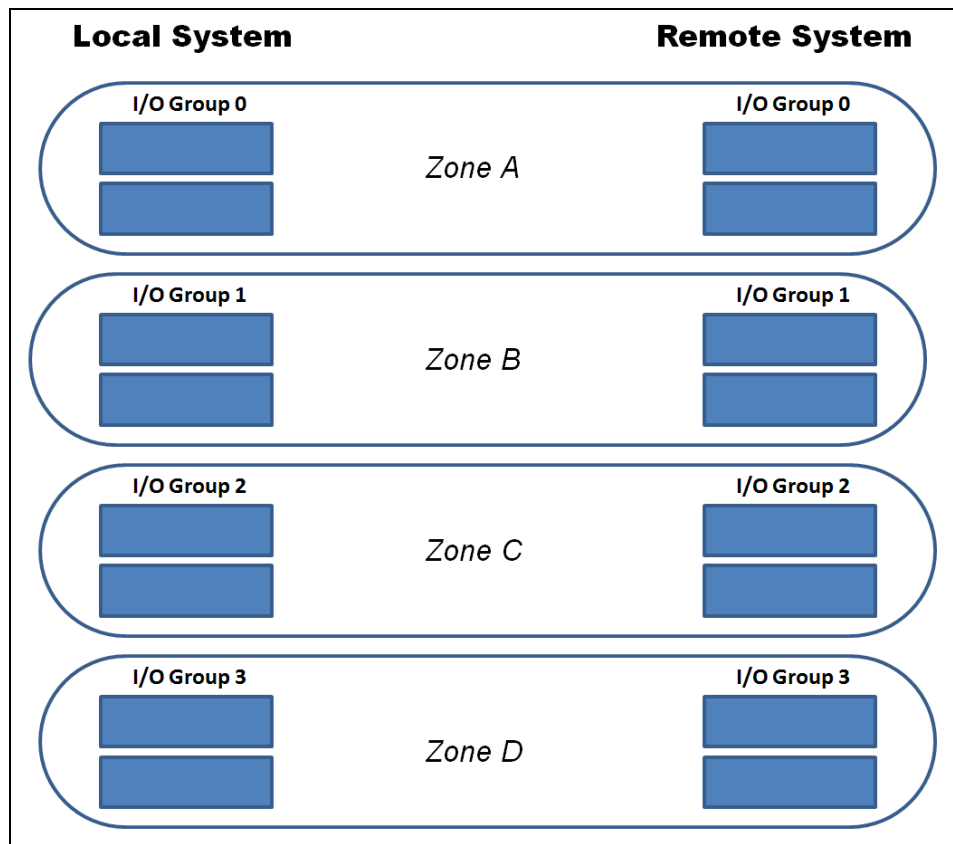 Local System
Remote System
I/O Group 0
I/O Group 0
Zone A
I/O Group 1
I/O Group 1
Zone B
I/O Group 2
I/O Group 2
Zone C
I/O Group 3
I/O Group 3
Zone D